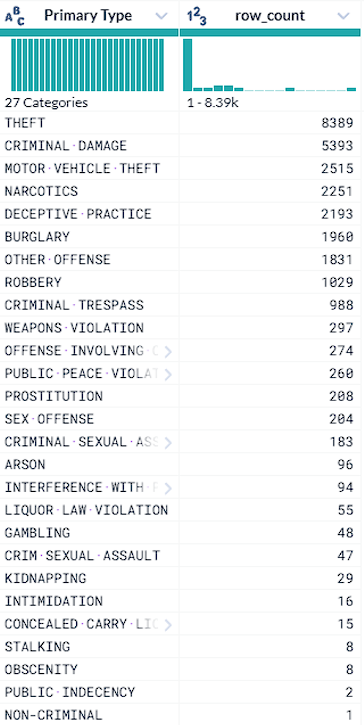 ABC Primary Type 123 row_count
27 Categories 1 - 8.39k
THEFT 8389
CRIMINAL·DAMAGE 5393
MOTOR·VEHICLE·THEFT 2515
NARCOTICS 2251
DECEPTIVE·PRACTICE 2193
BURGLARY 1960
OTHER·OFFENSE 1831
ROBBERY 1029
CRIMINAL·TRESPASS 988
WEAPONS·VIOLATION 297
OFFENSE·INVOLVING·C 274
PUBLIC·PEACE·VIOLAT 260
PROSTITUTION 208
SEX·OFFENSE 204
CRIMINAL·SEXUAL·ASS 183
ARSON 96
INTERFERENCE·WITH·P 94
LIQUOR·LAW·VIOLATION 55
GAMBLING 48
CRIM·SEXUAL·ASSAULT 47
KIDNAPPING 29
INTIMIDATION 16
CONCEALED·CARRY·LIC 15
STALKING 8
OBSCENITY 8
PUBLIC·INDECENCY 2
NON-CRIMINAL 1